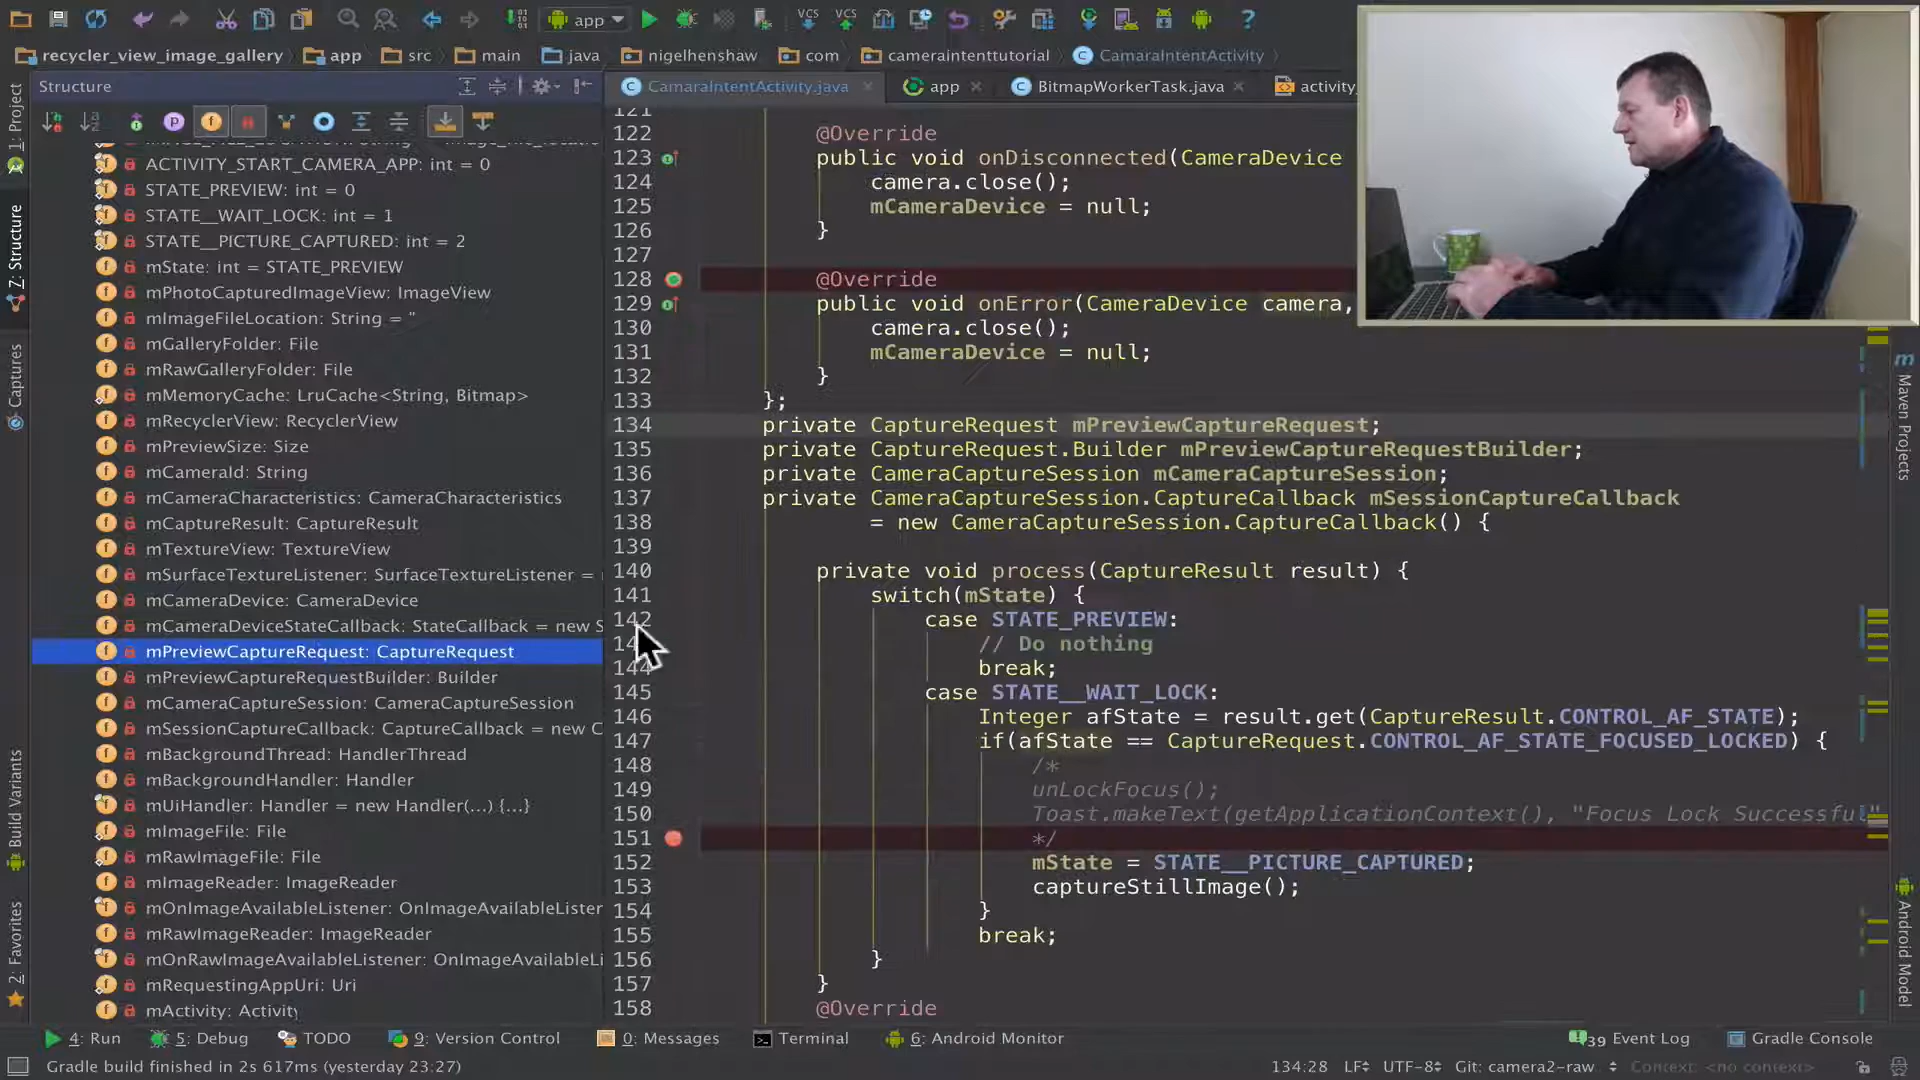 app
recycler_view_image_gallery app src main java nigelhenshaw com cameraintenttutorial CamaraIntentActivity
Structure
CamaraIntentActivity.java app BitmapWorkerTask.java activity_
1: Project
7: Structure
Captures
Build Variants
2: Favorites
ACTIVITY_START_CAMERA_APP: int = 0
STATE_PREVIEW: int = 0
STATE__WAIT_LOCK: int = 1
STATE__PICTURE_CAPTURED: int = 2
mState: int = STATE_PREVIEW
mPhotoCapturedImageView: ImageView
mImageFileLocation: String = "
mGalleryFolder: File
mRawGalleryFolder: File
mMemoryCache: LruCache<String, Bitmap>
mRecyclerView: RecyclerView
mPreviewSize: Size
mCameraId: String
mCameraCharacteristics: CameraCharacteristics
mCaptureResult: CaptureResult
mTextureView: TextureView
mSurfaceTextureListener: SurfaceTextureListener =
mCameraDevice: CameraDevice
mCameraDeviceStateCallback: StateCallback = new S
mPreviewCaptureRequest: CaptureRequest
mPreviewCaptureRequestBuilder: Builder
mCameraCaptureSession: CameraCaptureSession
mSessionCaptureCallback: CaptureCallback = new C
mBackgroundThread: HandlerThread
mBackgroundHandler: Handler
mUiHandler: Handler = new Handler(...) {...}
mImageFile: File
mRawImageFile: File
mImageReader: ImageReader
mOnImageAvailableListener: OnImageAvailableLister
mRawImageReader: ImageReader
mOnRawImageAvailableListener: OnImageAvailableLi
mRequestingAppUri: Uri
mActivity: Activity
121
122 @Override
123 public void onDisconnected(CameraDevice
124 camera.close();
125 mCameraDevice = null;
126 }
127
128 @Override
129 public void onError(CameraDevice camera,
130 camera.close();
131 mCameraDevice = null;
132 }
133 };
134 private CaptureRequest mPreviewCaptureRequest;
135 private CaptureRequest.Builder mPreviewCaptureRequestBuilder;
136 private CameraCaptureSession mCameraCaptureSession;
137 private CameraCaptureSession.CaptureCallback mSessionCaptureCallback
138 = new CameraCaptureSession.CaptureCallback() {
139
140 private void process(CaptureResult result) {
141 switch(mState) {
142 case STATE_PREVIEW:
// Do nothing
144 break;
145 case STATE__WAIT_LOCK:
146 Integer afState = result.get(CaptureResult.CONTROL_AF_STATE);
147 if(afState == CaptureRequest.CONTROL_AF_STATE_FOCUSED_LOCKED) {
148 /*
149 unLockFocus();
150 Toast.makeText(getApplicationContext(), "Focus Lock Successful"
151 */
152 mState = STATE__PICTURE_CAPTURED;
153 captureStillImage();
154 }
155 break;
156 }
157 }
158 @Override
Maven Projects
Android Model
4: Run 5: Debug TODO 9: Version Control 0: Messages Terminal 6: Android Monitor 39 Event Log Gradle Console
Gradle build finished in 2s 617ms (yesterday 23:27) 134:28 LF UTF-8 Git: camera2-raw Context: <no context>